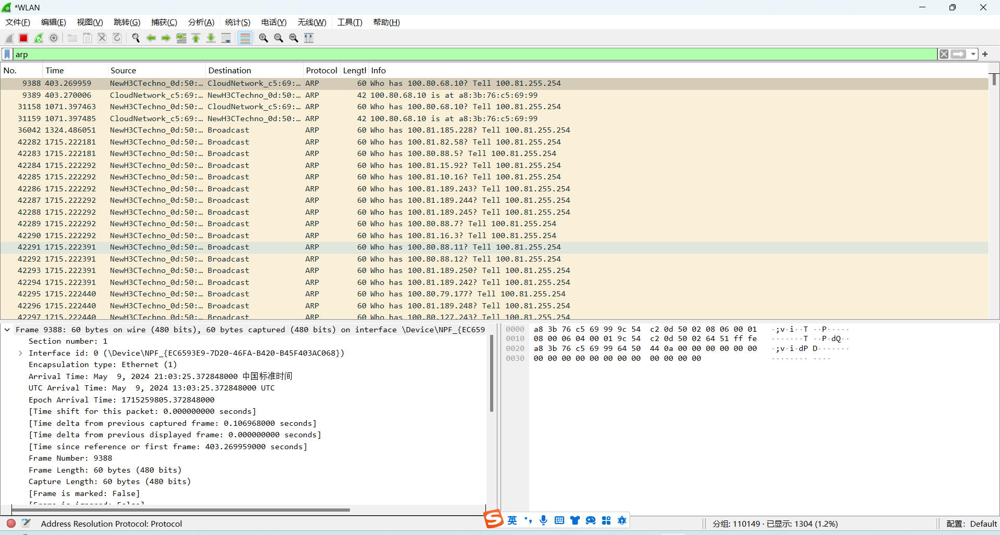 *WLAN
文件(F) 编辑(E) 视图(V) 跳转(G) 捕获(C) 分析(A) 统计(S) 电话(Y) 无线(W) 工具(T) 帮助(H)
arp
No. Time Source Destination Protocol Lengtl Info
9388 403.269959 NewH3CTechno_0d:50:… CloudNetwork_c5:69:… ARP 60 Who has 100.80.68.10? Tell 100.81.255.254
9389 403.270006 CloudNetwork_c5:69:… NewH3CTechno_0d:50:… ARP 42 100.80.68.10 is at a8:3b:76:c5:69:99
31158 1071.397463 NewH3CTechno_0d:50:… CloudNetwork_c5:69:… ARP 60 Who has 100.80.68.10? Tell 100.81.255.254
31159 1071.397485 CloudNetwork_c5:69:… NewH3CTechno_0d:50:… ARP 42 100.80.68.10 is at a8:3b:76:c5:69:99
36042 1324.486051 NewH3CTechno_0d:50:… Broadcast ARP 60 Who has 100.81.185.228? Tell 100.81.255.254
42282 1715.222181 NewH3CTechno_0d:50:… Broadcast ARP 60 Who has 100.81.82.58? Tell 100.81.255.254
42283 1715.222181 NewH3CTechno_0d:50:… Broadcast ARP 60 Who has 100.80.88.5? Tell 100.81.255.254
42284 1715.222292 NewH3CTechno_0d:50:… Broadcast ARP 60 Who has 100.81.15.92? Tell 100.81.255.254
42285 1715.222292 NewH3CTechno_0d:50:… Broadcast ARP 60 Who has 100.81.10.16? Tell 100.81.255.254
42286 1715.222292 NewH3CTechno_0d:50:… Broadcast ARP 60 Who has 100.81.189.243? Tell 100.81.255.254
42287 1715.222292 NewH3CTechno_0d:50:… Broadcast ARP 60 Who has 100.81.189.244? Tell 100.81.255.254
42288 1715.222292 NewH3CTechno_0d:50:… Broadcast ARP 60 Who has 100.81.189.245? Tell 100.81.255.254
42289 1715.222292 NewH3CTechno_0d:50:… Broadcast ARP 60 Who has 100.80.88.7? Tell 100.81.255.254
42290 1715.222292 NewH3CTechno_0d:50:… Broadcast ARP 60 Who has 100.81.16.3? Tell 100.81.255.254
42291 1715.222391 NewH3CTechno_0d:50:… Broadcast ARP 60 Who has 100.80.88.11? Tell 100.81.255.254
42292 1715.222391 NewH3CTechno_0d:50:… Broadcast ARP 60 Who has 100.80.88.12? Tell 100.81.255.254
42293 1715.222391 NewH3CTechno_0d:50:… Broadcast ARP 60 Who has 100.81.189.250? Tell 100.81.255.254
42294 1715.222391 NewH3CTechno_0d:50:… Broadcast ARP 60 Who has 100.81.189.242? Tell 100.81.255.254
42295 1715.222440 NewH3CTechno_0d:50:… Broadcast ARP 60 Who has 100.80.79.177? Tell 100.81.255.254
42296 1715.222440 NewH3CTechno_0d:50:… Broadcast ARP 60 Who has 100.81.189.248? Tell 100.81.255.254
42297 1715.222440 NewH3CTechno_0d:50:… Broadcast ARP 60 Who has 100.80.127.243? Tell 100.81.255.254
Frame 9388: 60 bytes on wire (480 bits), 60 bytes captured (480 bits) on interface \Device\NPF_{EC659
Section number: 1
Interface id: 0 (\Device\NPF_{EC6593E9-7D20-46FA-B420-B45F403AC068})
Encapsulation type: Ethernet (1)
Arrival Time: May  9, 2024 21:03:25.372848000 中国标准时间
UTC Arrival Time: May  9, 2024 13:03:25.372848000 UTC
Epoch Arrival Time: 1715259805.372848000
[Time shift for this packet: 0.000000000 seconds]
[Time delta from previous captured frame: 0.106968000 seconds]
[Time delta from previous displayed frame: 0.000000000 seconds]
[Time since reference or first frame: 403.269959000 seconds]
Frame Number: 9388
Frame Length: 60 bytes (480 bits)
Capture Length: 60 bytes (480 bits)
[Frame is marked: False]
[Frame is ignored: False]
0000 a8 3b 76 c5 69 99 9c 54 c2 0d 50 02 08 06 00 01 ·;v·i··T ··P·····
0010 08 00 06 04 00 01 9c 54 c2 0d 50 02 64 51 ff fe ·······T ··P·dQ··
0020 a8 3b 76 c5 69 99 64 50 44 0a 00 00 00 00 00 00 ·;v·i·dP D·······
0030 00 00 00 00 00 00 00 00 00 00 00 00 ········ ····
英
Address Resolution Protocol: Protocol
分组: 110149 · 已显示: 1304 (1.2%)
配置: Default